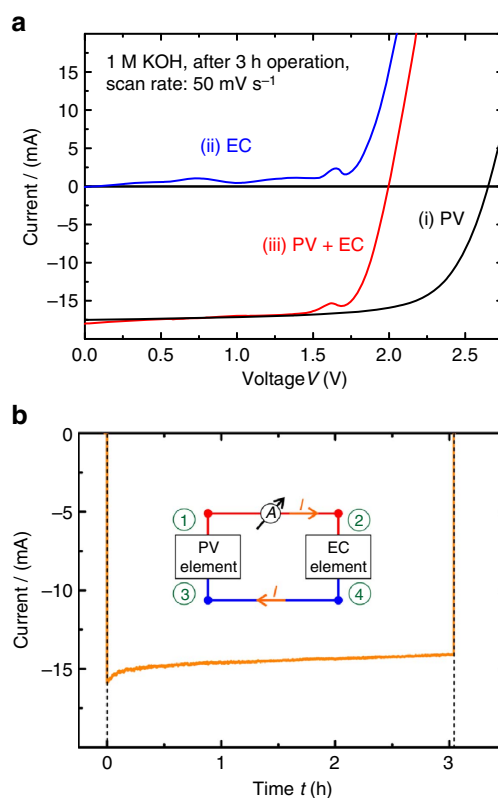 a
1 M KOH, after 3 h operation,
scan rate: 50 mV s⁻¹
(ii) EC
(i) PV
(iii) PV + EC
20
15
10
5
0
−5
−10
−15
Current / (mA)
0.0 0.5 1.0 1.5 2.0 2.5
Voltage V (V)
b
0
−5
−10
−15
Current / (mA)
1 A I 2
PV element
EC element
3 I 4
0 1 2 3
Time t (h)